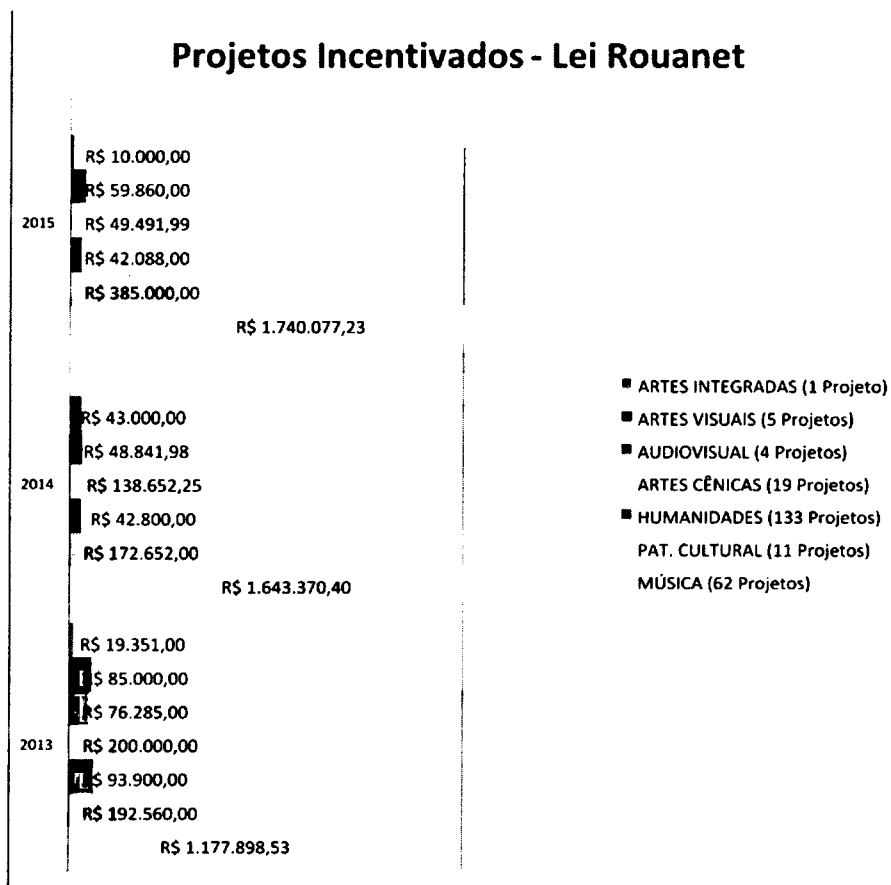 Projetos Incentivados - Lei Rouanet
R$ 10.000,00
R$ 59.860,00
2015
R$ 49.491,99
R$ 42.088,00
R$ 385.000,00
R$ 1.740.077,23
R$ 43.000,00
R$ 48.841,98
2014
R$ 138.652,25
R$ 42.800,00
R$ 172.652,00
R$ 1.643.370,40
R$ 19.351,00
R$ 85.000,00
R$ 76.285,00
2013
R$ 200.000,00
R$ 93.900,00
R$ 192.560,00
R$ 1.177.898,53
ARTES INTEGRADAS (1 Projeto)
ARTES VISUAIS (5 Projetos)
AUDIOVISUAL (4 Projetos)
ARTES CÊNICAS (19 Projetos)
HUMANIDADES (133 Projetos)
PAT. CULTURAL (11 Projetos)
MÚSICA (62 Projetos)